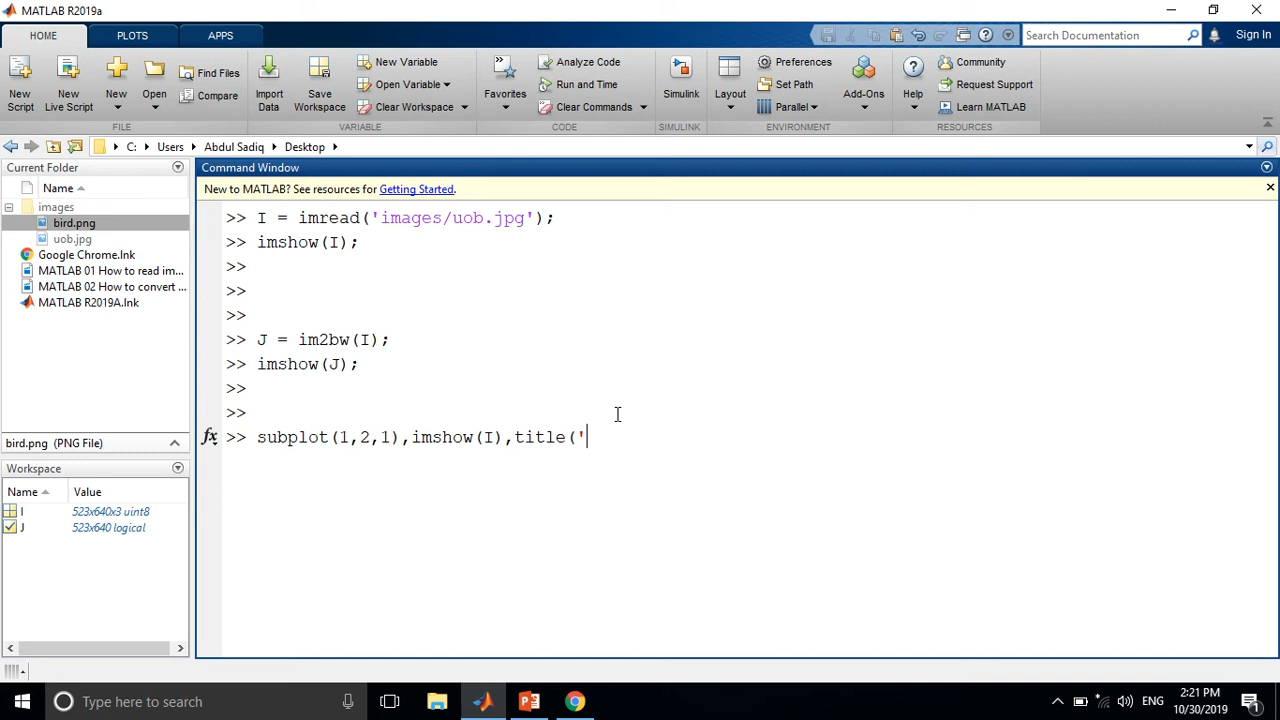 MATLAB R2019a
HOME PLOTS APPS
Search Documentation
Sign In
New Script
New Live Script
New
Open
Find Files
Compare
FILE
Import Data
Save Workspace
New Variable
Open Variable
Clear Workspace
VARIABLE
Favorites
Analyze Code
Run and Time
Clear Commands
CODE
Simulink
SIMULINK
Layout
Preferences
Set Path
Parallel
Add-Ons
ENVIRONMENT
Help
Community
Request Support
Learn MATLAB
RESOURCES
C: Users Abdul Sadiq Desktop
Current Folder
Name
images
bird.png
uob.jpg
Google Chrome.lnk
MATLAB 01 How to read im...
MATLAB 02 How to convert ...
MATLAB R2019A.lnk
bird.png (PNG File)
Workspace
Name Value
I 523x640x3 uint8
J 523x640 logical
Command Window
New to MATLAB? See resources for Getting Started.
>> I = imread('images/uob.jpg');
>> imshow(I);
>>
>>
>>
>> J = im2bw(I);
>> imshow(J);
>>
>>
fx >> subplot(1,2,1),imshow(I),title('
Type here to search
ENG
2:21 PM
10/30/2019
1